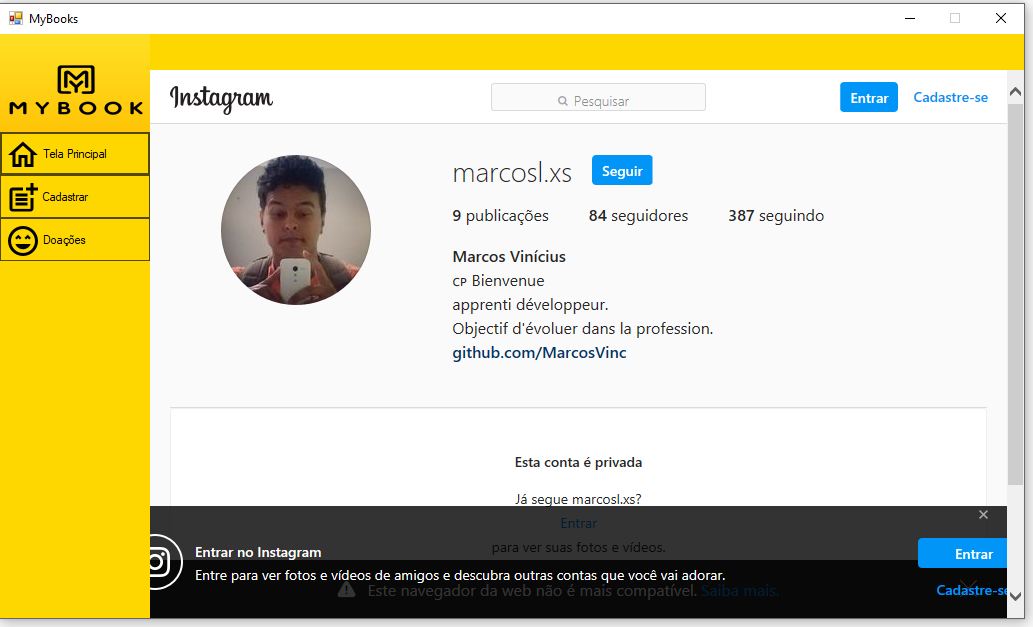 MyBooks
MYBOOK
Tela Principal
Cadastrar
Doações
Instagram
Pesquisar
Entrar
Cadastre-se
marcosl.xs
Seguir
9 publicações 84 seguidores 387 seguindo
Marcos Vinícius
ᴄᴘ Bienvenue
apprenti développeur.
Objectif d'évoluer dans la profession.
github.com/MarcosVinc
Esta conta é privada
Já segue marcosl.xs?
Entrar
para ver suas fotos e vídeos.
Entrar no Instagram
Entre para ver fotos e vídeos de amigos e descubra outras contas que você vai adorar.
Entrar
Cadastre-se
Este navegador da web não é mais compatível. Saiba mais.